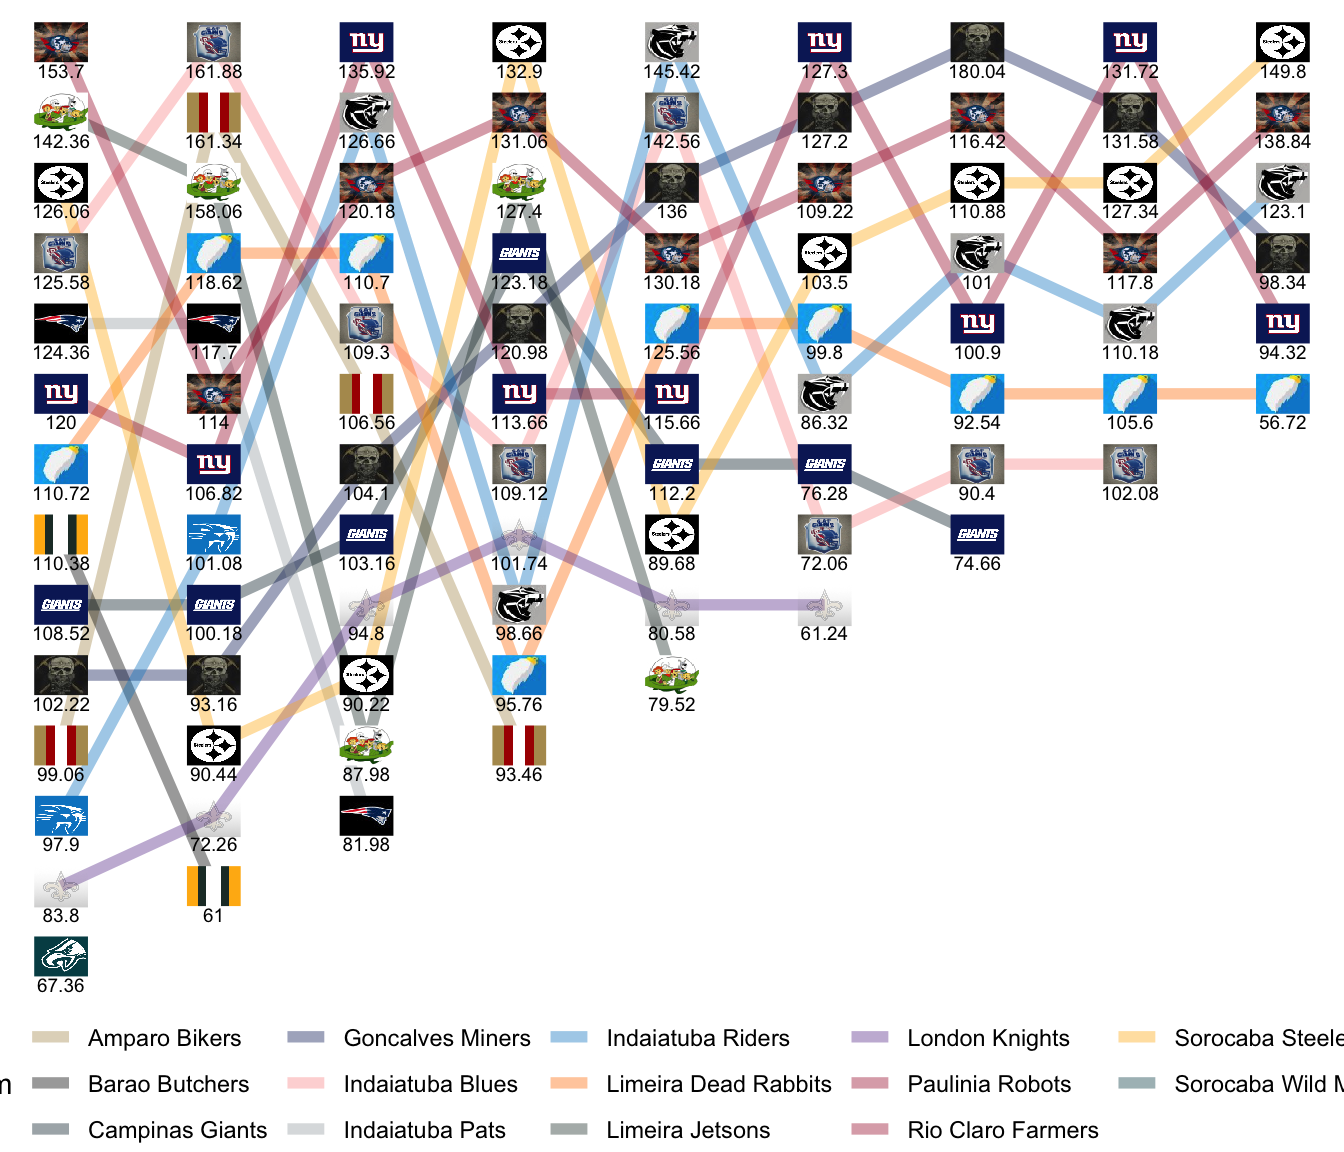 153.7 161.88 135.92 132.9 145.42 127.3 180.04 131.72 149.8
142.36 161.34 126.66 131.06 142.56 127.2 116.42 131.58 138.84
126.06 158.06 120.18 127.4 136 109.22 110.88 127.34 123.1
125.58 118.62 110.7 123.18 130.18 103.5 101 117.8 98.34
124.36 117.7 109.3 120.98 125.56 99.8 100.9 110.18 94.32
120 114 106.56 113.66 115.66 86.32 92.54 105.6 56.72
110.72 106.82 104.1 109.12 112.2 76.28 90.4 102.08
110.38 101.08 103.16 101.74 89.68 72.06 74.66
108.52 100.18 94.8 98.66 80.58 61.24
102.22 93.16 90.22 95.76 79.52
99.06 90.44 87.98 93.46
97.9 72.26 81.98
83.8 61
67.36
Amparo Bikers Goncalves Miners Indaiatuba Riders London Knights Sorocaba Steele
m Barao Butchers Indaiatuba Blues Limeira Dead Rabbits Paulinia Robots Sorocaba Wild M
Campinas Giants Indaiatuba Pats Limeira Jetsons Rio Claro Farmers